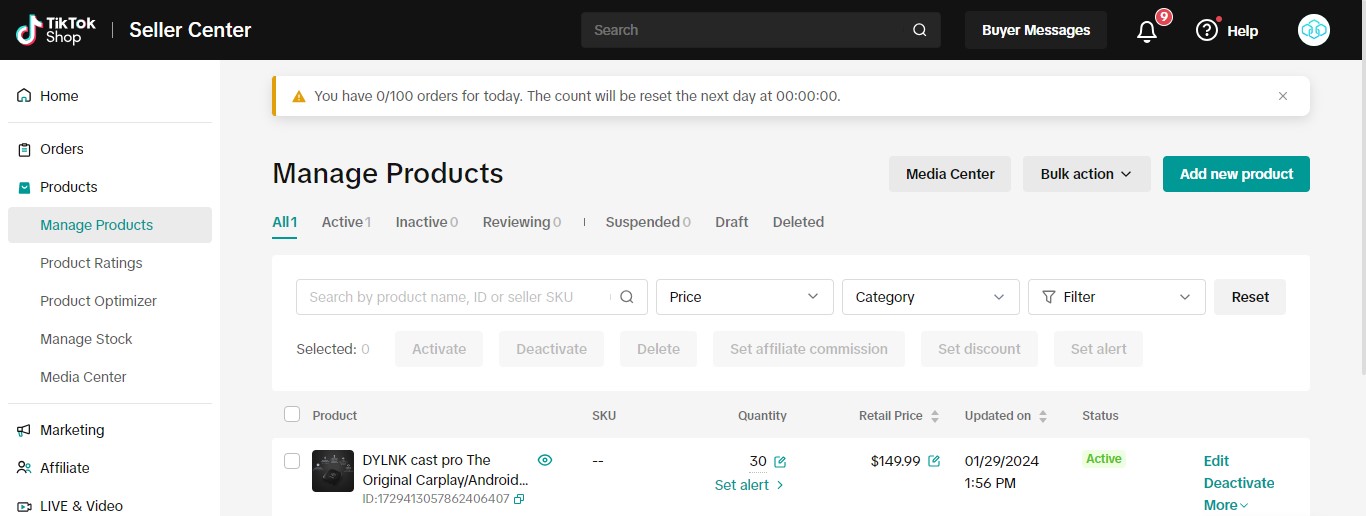 TikTok
Shop
Seller Center
Search
Buyer Messages
9
Help
Home
Orders
Products
Manage Products
Product Ratings
Product Optimizer
Manage Stock
Media Center
Marketing
Affiliate
LIVE & Video
You have 0/100 orders for today. The count will be reset the next day at 00:00:00.
Manage Products
Media Center
Bulk action
Add new product
All 1 Active 1 Inactive 0 Reviewing 0 Suspended 0 Draft Deleted
Search by product name, ID or seller SKU
Price
Category
Filter
Reset
Selected: 0
Activate
Deactivate
Delete
Set affiliate commission
Set discount
Set alert
Product SKU Quantity Retail Price Updated on Status
DYLNK cast pro The
Original Carplay/Android...
ID:1729413057862406407
--
30
Set alert
$149.99
01/29/2024
1:56 PM
Active
Edit
Deactivate
More